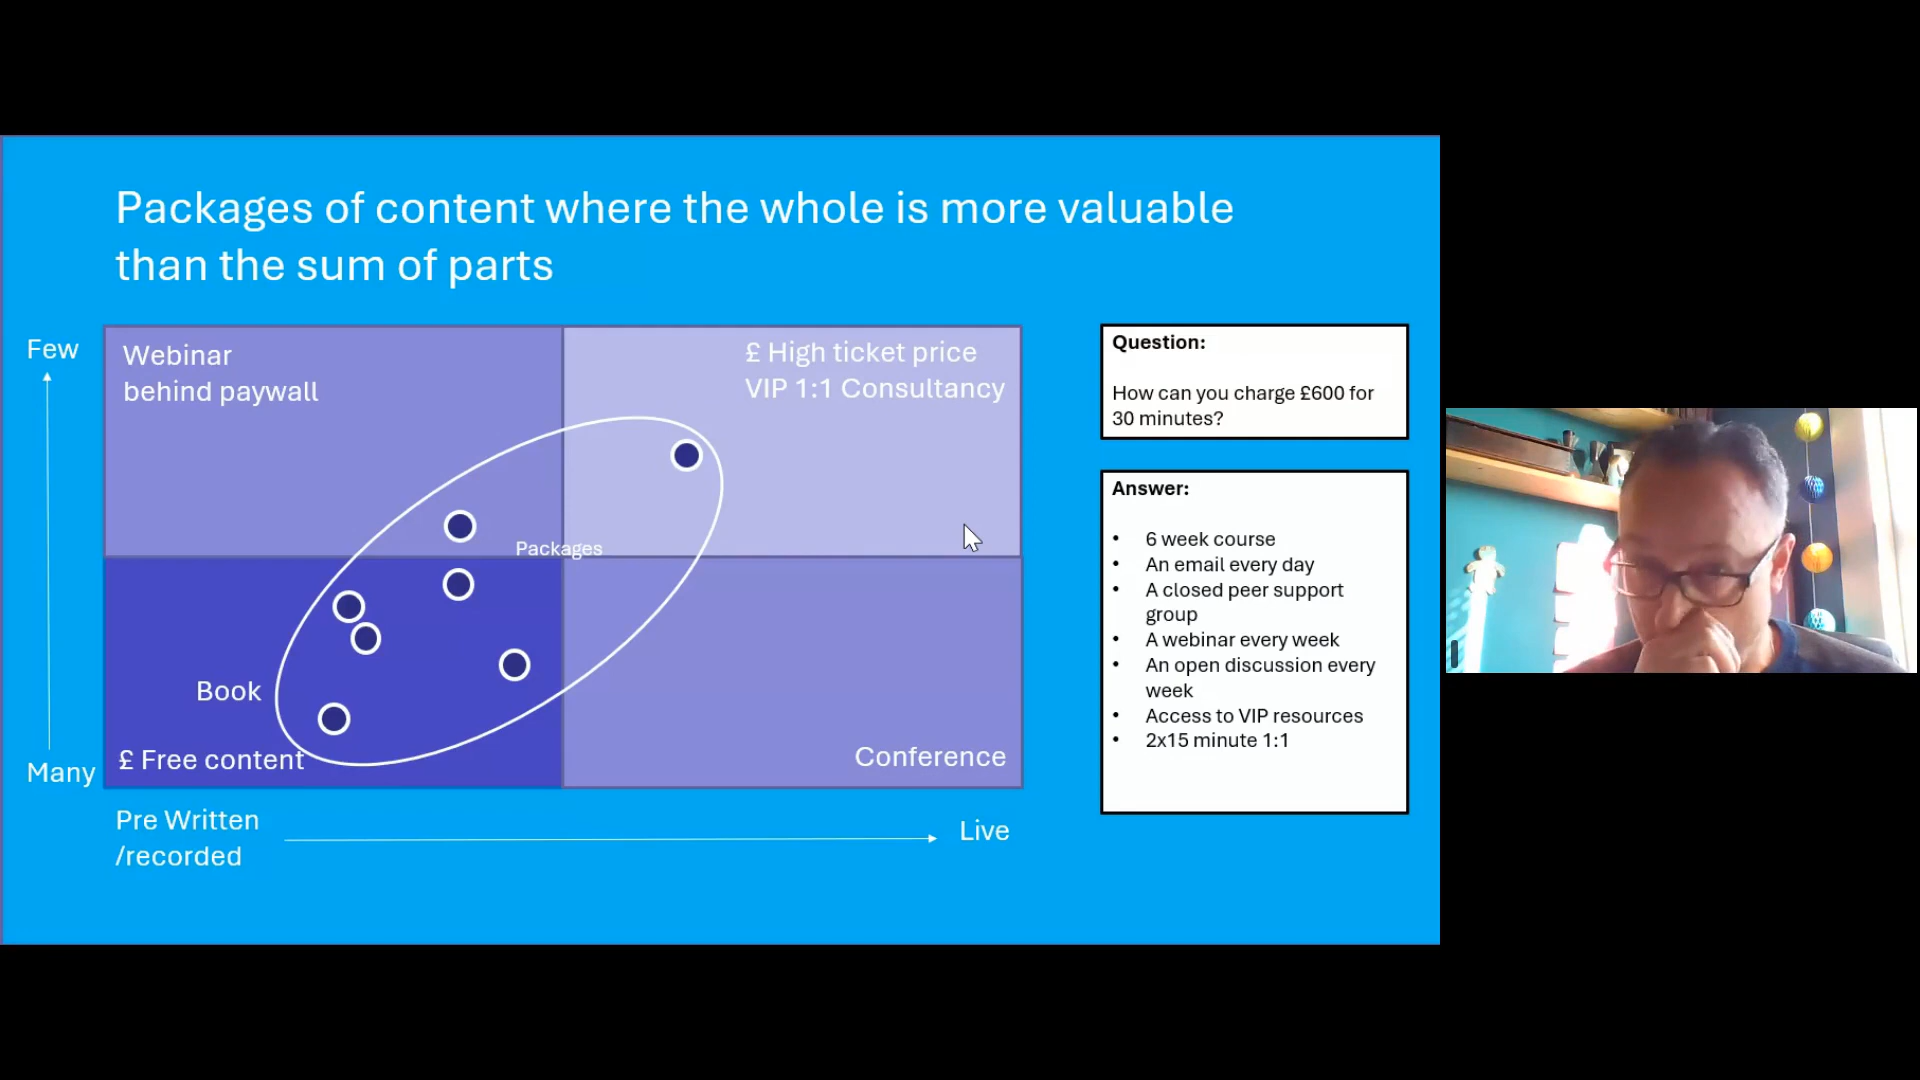 Packages of content where the whole is more valuable
than the sum of parts
Few
Webinar
behind paywall
£ High ticket price
VIP 1:1 Consultancy
Packages
Book
£ Free content
Conference
Many
Pre Written
/recorded
Live
Question:
How can you charge £600 for
30 minutes?
Answer:
• 6 week course
• An email every day
• A closed peer support
group
• A webinar every week
• An open discussion every
week
• Access to VIP resources
• 2x15 minute 1:1